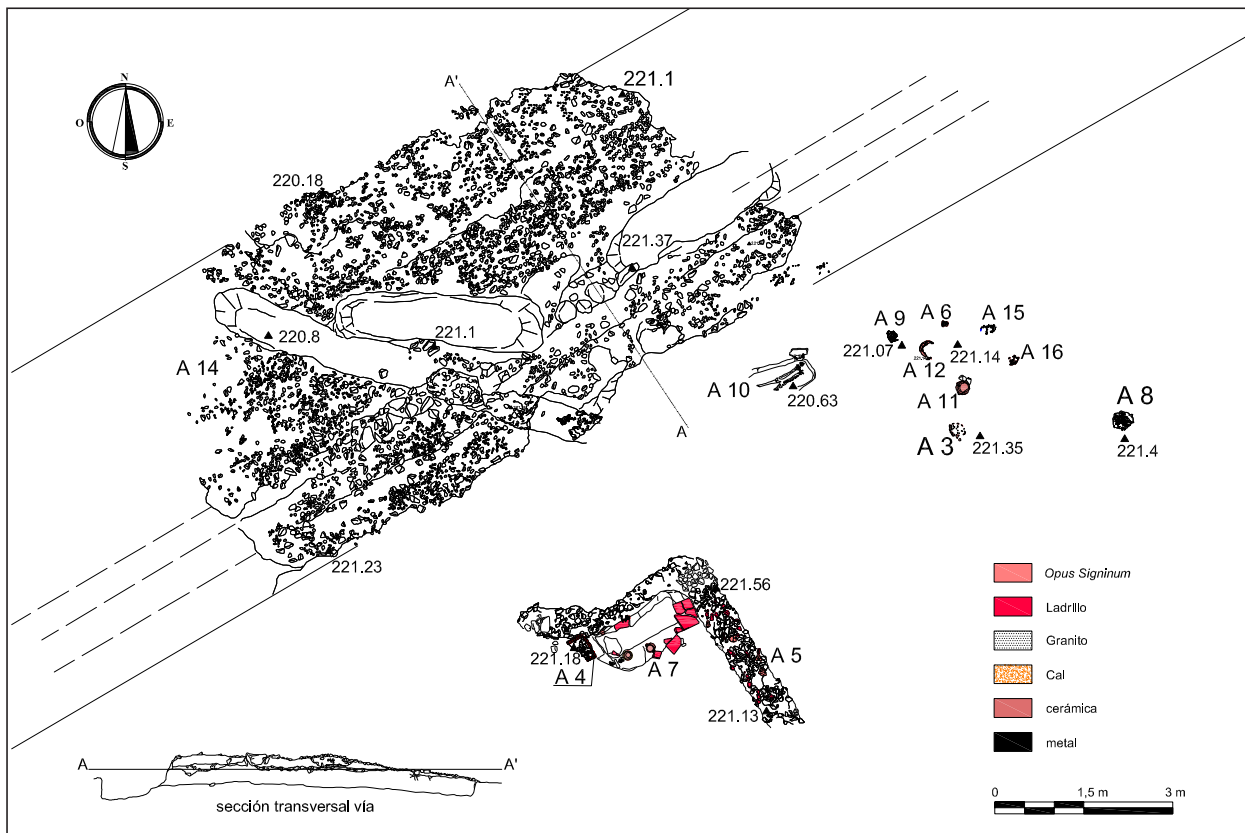 N
O
E
S
A'
221.1
220.18
221.37
220.8
221.1
A 14
A
221.23
A 9
A 6
A 15
221.07
221.14
A 12
A 16
A 10
A 11
220.63
A 8
A 3
221.35
221.4
221.56
221.18
A 4
A 7
A 5
221.13
Opus Signinum
Ladrillo
Granito
Cal
cerámica
metal
A
A'
sección transversal vía
0 1,5 m 3 m